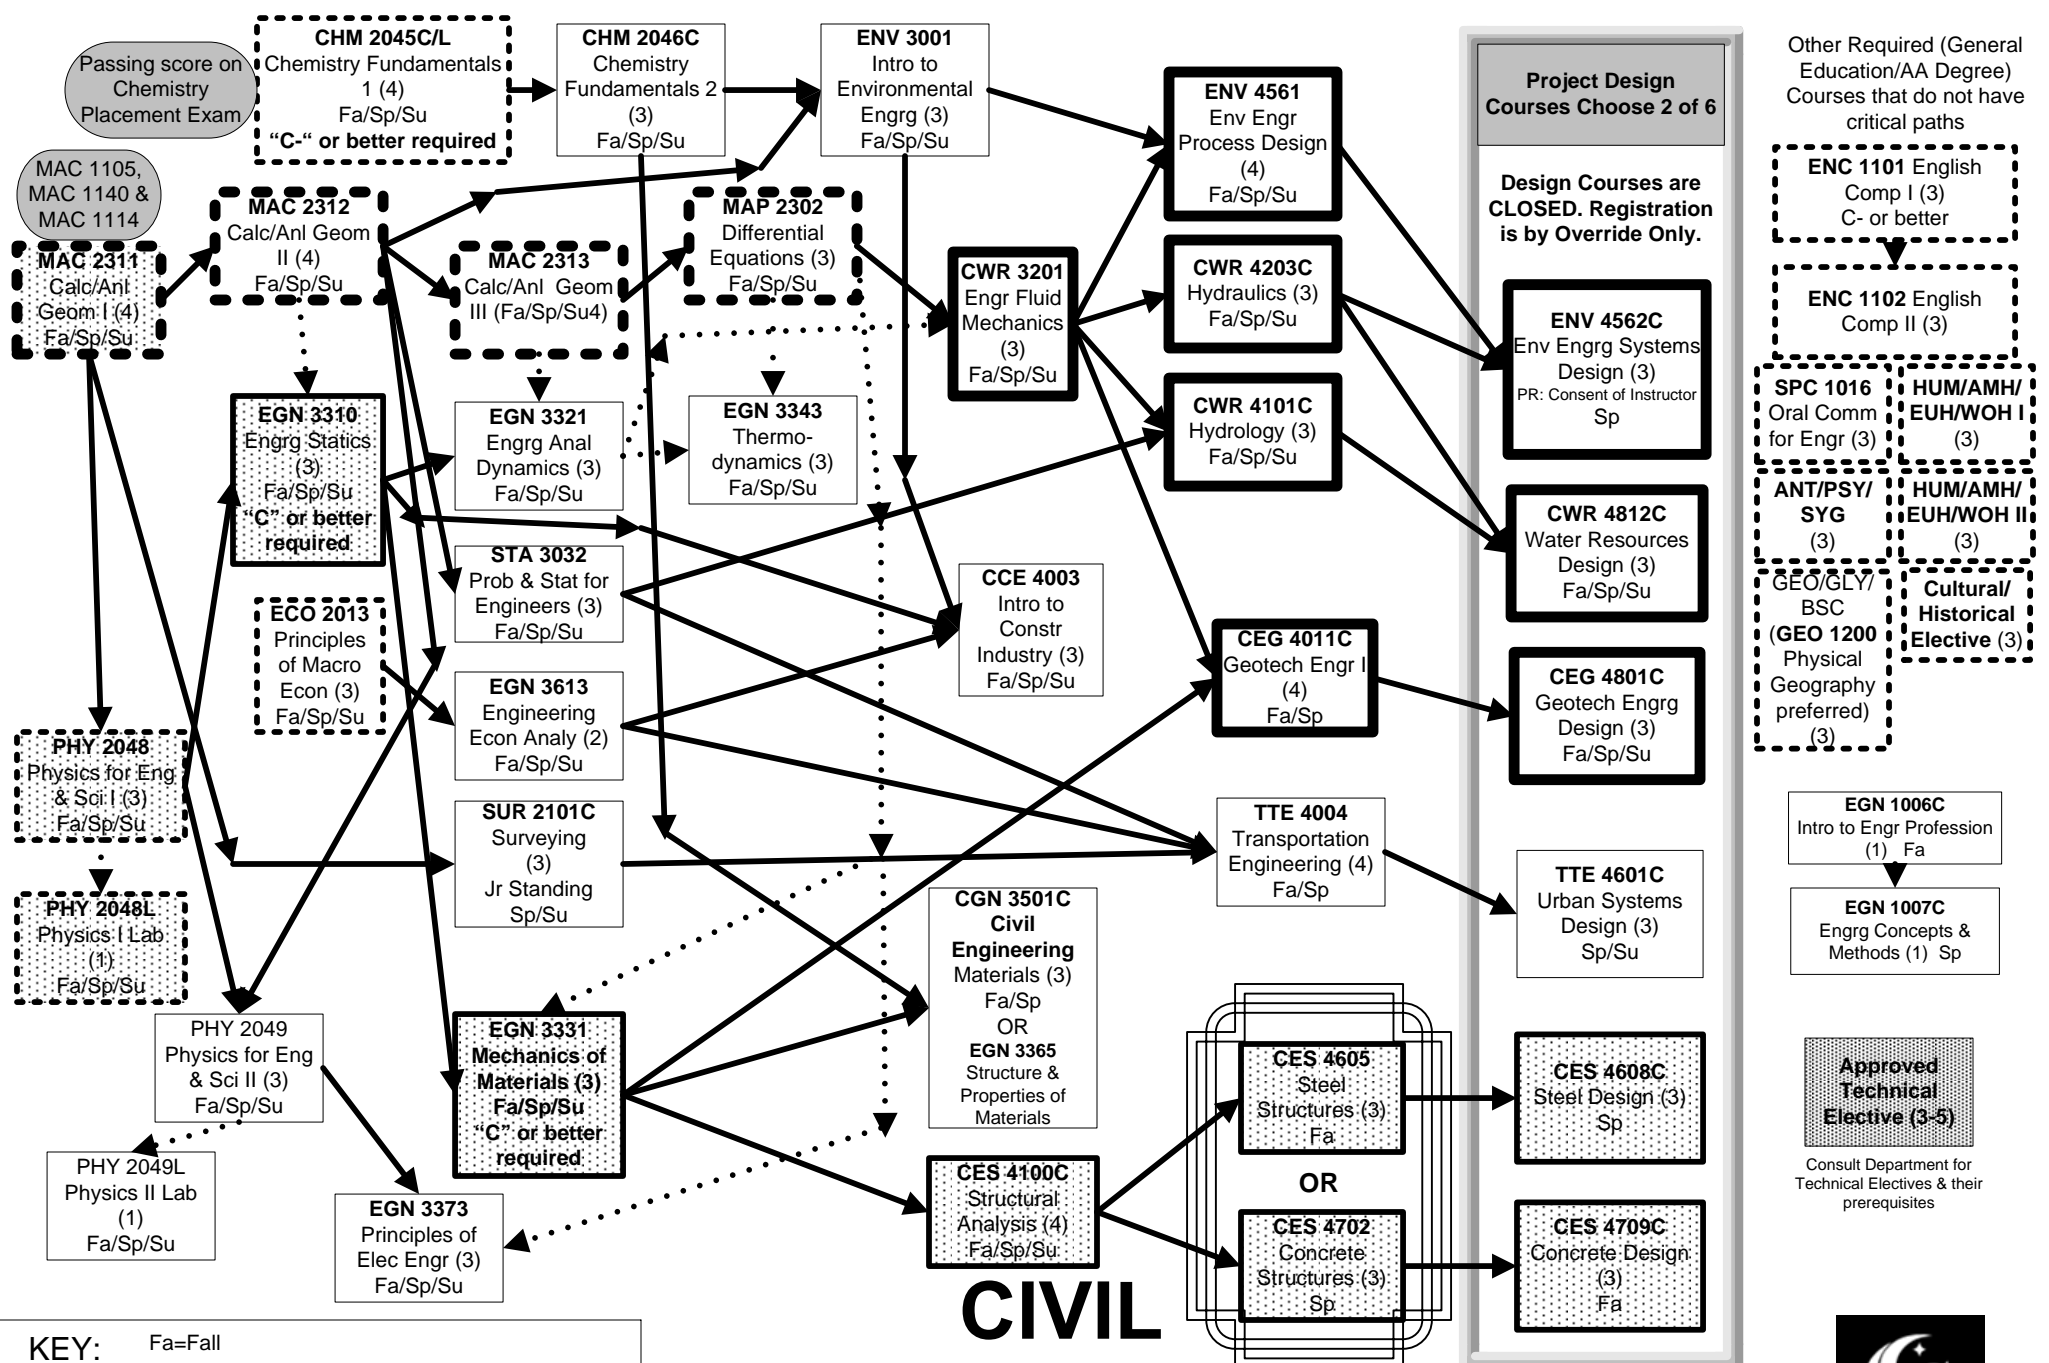 Passing score on
Chemistry
Placement Exam
CHM 2045C/L
Chemistry Fundamentals
1 (4)
Fa/Sp/Su
“C-“ or better required
CHM 2046C
Chemistry
Fundamentals 2
(3)
Fa/Sp/Su
ENV 3001
Intro to
Environmental
Engrg (3)
Fa/Sp/Su
MAC 1105,
MAC 1140 &
MAC 1114
MAC 2311
Calc/Anl
Geom I (4)
Fa/Sp/Su
MAC 2312
Calc/Anl Geom
II (4)
Fa/Sp/Su
MAC 2313
Calc/Anl Geom
III (Fa/Sp/Su4)
MAP 2302
Differential
Equations (3)
Fa/Sp/Su
CWR 3201
Engr Fluid
Mechanics
(3)
Fa/Sp/Su
ENV 4561
Env Engr
Process Design
(4)
Fa/Sp/Su
CWR 4203C
Hydraulics (3)
Fa/Sp/Su
CWR 4101C
Hydrology (3)
Fa/Sp/Su
EGN 3310
Engrg Statics
(3)
Fa/Sp/Su
“C” or better
required
EGN 3321
Engrg Anal
Dynamics (3)
Fa/Sp/Su
EGN 3343
Thermo-
dynamics (3)
Fa/Sp/Su
STA 3032
Prob & Stat for
Engineers (3)
Fa/Sp/Su
ECO 2013
Principles
of Macro
Econ (3)
Fa/Sp/Su
EGN 3613
Engineering
Econ Analy (2)
Fa/Sp/Su
CCE 4003
Intro to
Constr
Industry (3)
Fa/Sp/Su
CEG 4011C
Geotech Engr I
(4)
Fa/Sp
PHY 2048
Physics for Eng
& Sci I (3)
Fa/Sp/Su
PHY 2048L
Physics I Lab
(1)
Fa/Sp/Su
SUR 2101C
Surveying
(3)
Jr Standing
Sp/Su
TTE 4004
Transportation
Engineering (4)
Fa/Sp
CGN 3501C
Civil
Engineering
Materials (3)
Fa/Sp
OR
EGN 3365
Structure &
Properties of
Materials
PHY 2049
Physics for Eng
& Sci II (3)
Fa/Sp/Su
PHY 2049L
Physics II Lab
(1)
Fa/Sp/Su
EGN 3373
Principles of
Elec Engr (3)
Fa/Sp/Su
EGN 3331
Mechanics of
Materials (3)
Fa/Sp/Su
“C” or better
required
CES 4100C
Structural
Analysis (4)
Fa/Sp/Su
CES 4605
Steel
Structures (3)
Fa
OR
CES 4702
Concrete
Structures (3)
Sp
CIVIL
Project Design
Courses Choose 2 of 6
Design Courses are
CLOSED. Registration
is by Override Only.
ENV 4562C
Env Engrg Systems
Design (3)
PR: Consent of Instructor
Sp
CWR 4812C
Water Resources
Design (3)
Fa/Sp/Su
CEG 4801C
Geotech Engrg
Design (3)
Fa/Sp/Su
TTE 4601C
Urban Systems
Design (3)
Sp/Su
CES 4608C
Steel Design (3)
Sp
CES 4709C
Concrete Design
(3)
Fa
Other Required (General
Education/AA Degree)
Courses that do not have
critical paths
ENC 1101 English
Comp I (3)
C- or better
ENC 1102 English
Comp II (3)
SPC 1016
Oral Comm
for Engr (3)
HUM/AMH/
EUH/WOH I
(3)
ANT/PSY/
SYG
(3)
HUM/AMH/
EUH/WOH II
(3)
GEO/GLY/
BSC
(GEO 1200
Physical
Geography
preferred)
(3)
Cultural/
Historical
Elective (3)
EGN 1006C
Intro to Engr Profession
(1) Fa
EGN 1007C
Engrg Concepts &
Methods (1) Sp
Approved
Technical
Elective (3-5)
Consult Department for
Technical Electives & their
prerequisites
KEY: Fa=Fall